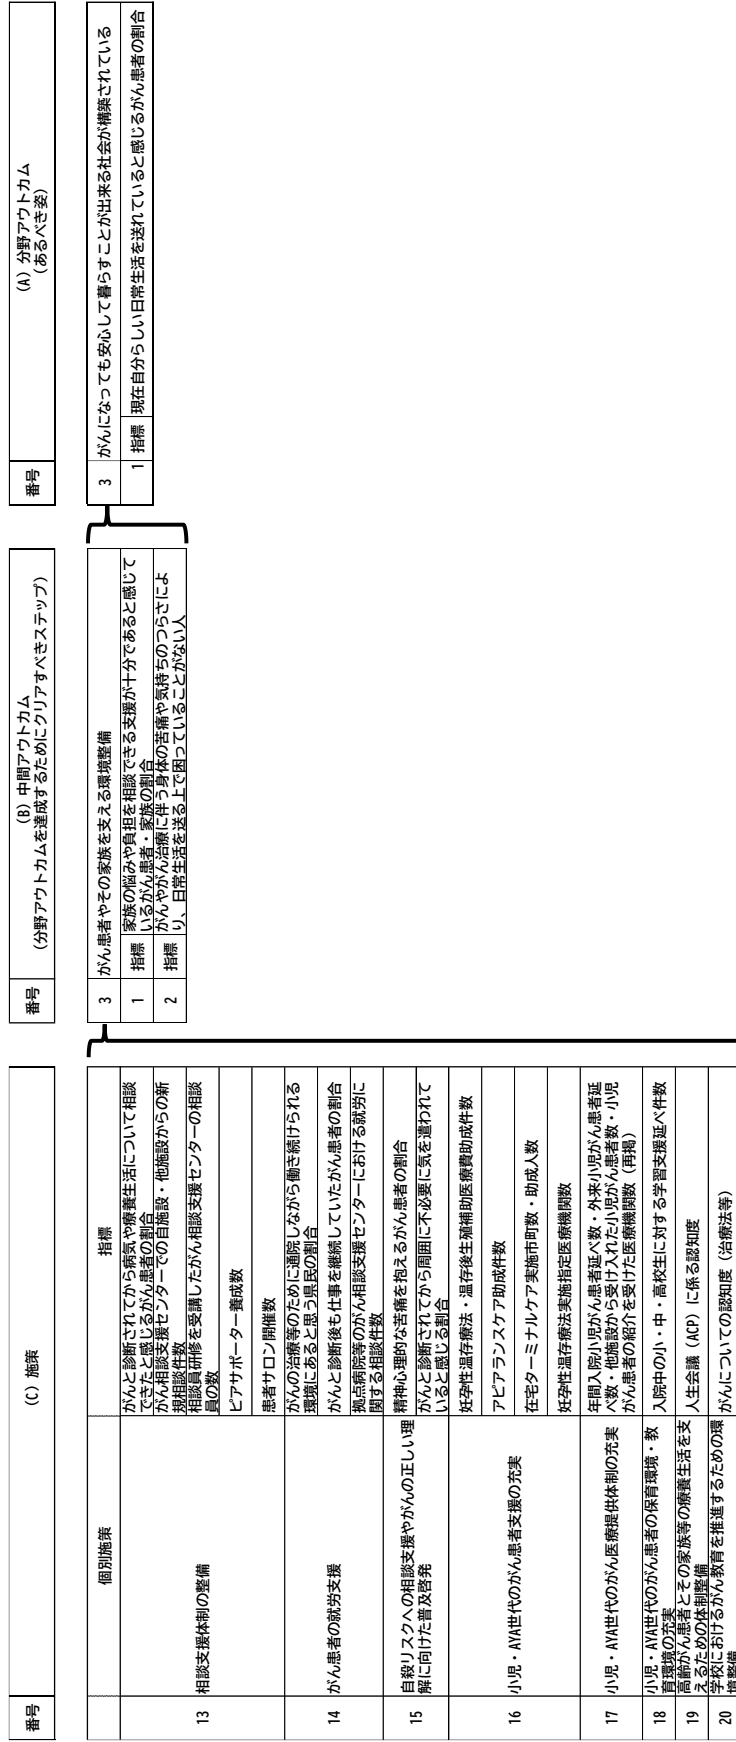 番号
(C) 施策
番号
(B) 中間アウトカム
(分野アウトカムを達成するためにクリアすべきステップ)
番号
(A) 分野アウトカム
(あるべき姿)
個別施策
指標
13
相談支援体制の整備
がんと診断されてから病気や療養生活について相談
できたと感じるがん患者の割合
がん相談支援センターでの自施設・他施設からの新
規相談件数
相談員研修を受講したがん相談支援センターの相談
員の数
ピアサポーター養成数
患者サロン開催数
14
がん患者の就労支援
がんの治療等のために通院しながら働き続けられる
環境にあると思う県民の割合
がんと診断後も仕事を継続していたがん患者の割合
拠点病院等のがん相談支援センターにおける就労に
関する相談件数
15
自殺リスクへの相談支援やがんの正しい理
解に向けた普及啓発
精神心理的な苦痛を抱えるがん患者の割合
がんと診断されてから周囲に不必要に気を遣われて
いると感じる割合
16
小児・AYA世代のがん患者支援の充実
妊孕性温存療法・温存後生殖補助医療費助成件数
アピアランスケア助成件数
在宅ターミナルケア実施市町数・助成人数
妊孕性温存療法実施指定医療機関数
17
小児・AYA世代のがん医療提供体制の充実
年間入院小児がん患者延べ数・外来小児がん患者延
べ数・他施設から受け入れた小児がん患者数・小児
がん患者の紹介を受けた医療機関数（再掲）
18
小児・AYA世代のがん患者の保育環境・教
育環境の充実
入院中の小・中・高校生に対する学習支援延べ件数
19
高齢がん患者とその家族等の療養生活を支
えるための体制整備
人生会議（ACP）に係る認知度
20
学校におけるがん教育を推進するための環
境整備
がんについての認知度（治療法等）
3
がん患者やその家族を支える環境整備
1
指標
家族の悩みや負担を相談できる支援が十分であると感じて
いるがん患者・家族の割合
2
指標
がんやがん治療に伴う身体の苦痛や気持ちのつらさによ
り、日常生活を送る上で困っていることがない人
3
がんになっても安心して暮らすことが出来る社会が構築されている
1
指標
現在自分らしい日常生活を送れていると感じるがん患者の割合